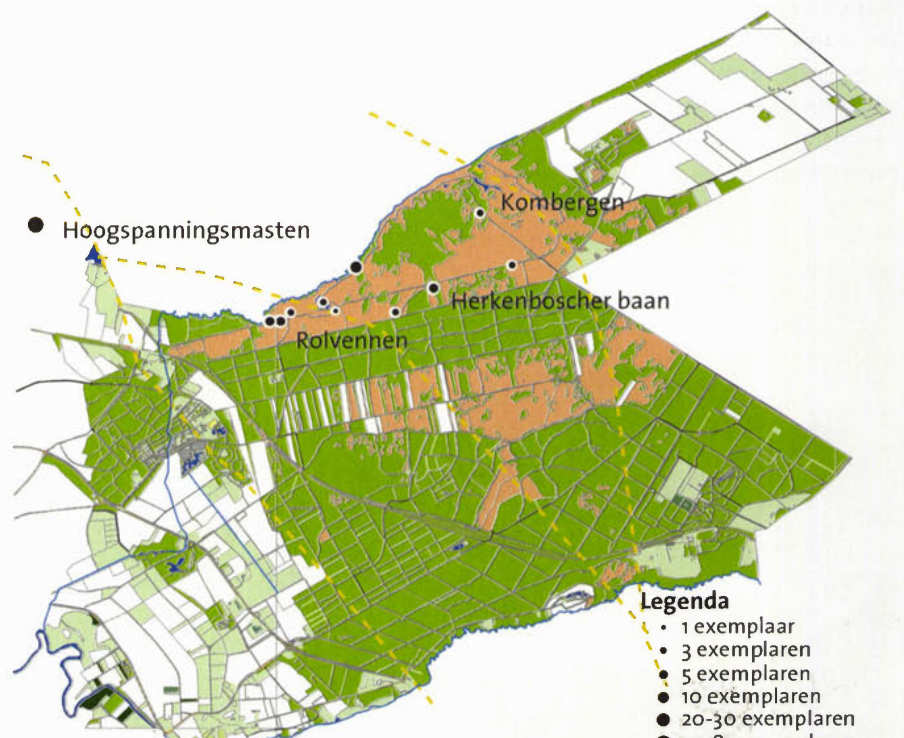 Kombergen
Hoogspanningsmasten
Herkenboscher baan
Rolvennen
Legenda
1 exemplaar
3 exemplaren
5 exemplaren
10 exemplaren
20-30 exemplaren